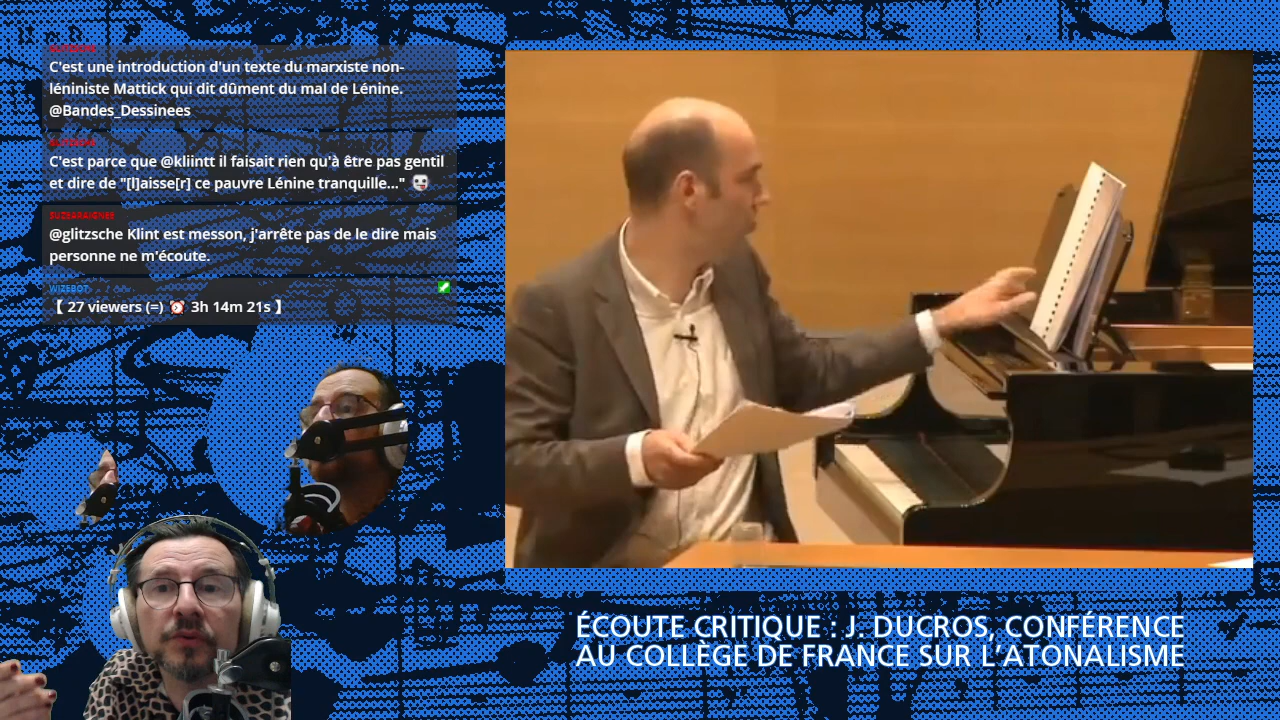 C'est une introduction d'un texte du marxiste non-
léniniste Mattick qui dit dûment du mal de Lénine.
@Bandes_Dessinees
C'est parce que @kliintt il faisait rien qu'à être pas gentil
et dire de "[l]aisse[r] ce pauvre Lénine tranquille..."
SUZEARAIGNEE
@glitzsche Klint est messon, j'arrête pas de le dire mais
personne ne m'écoute.
WIZEBOT
【 27 viewers (=) ⏰ 3h 14m 21s 】
ÉCOUTE CRITIQUE : J. DUCROS, CONFÉRENCE
AU COLLÈGE DE FRANCE SUR L'ATONALISME